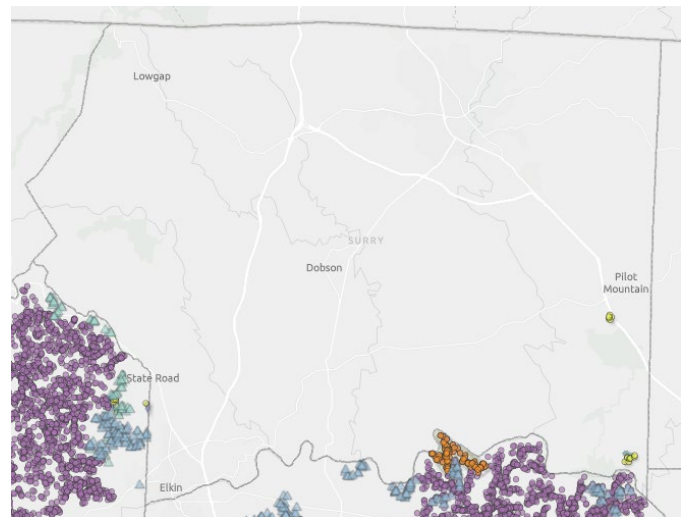 Lowgap
SURRY
Dobson
Pilot
Mountain
State Road
Elkin